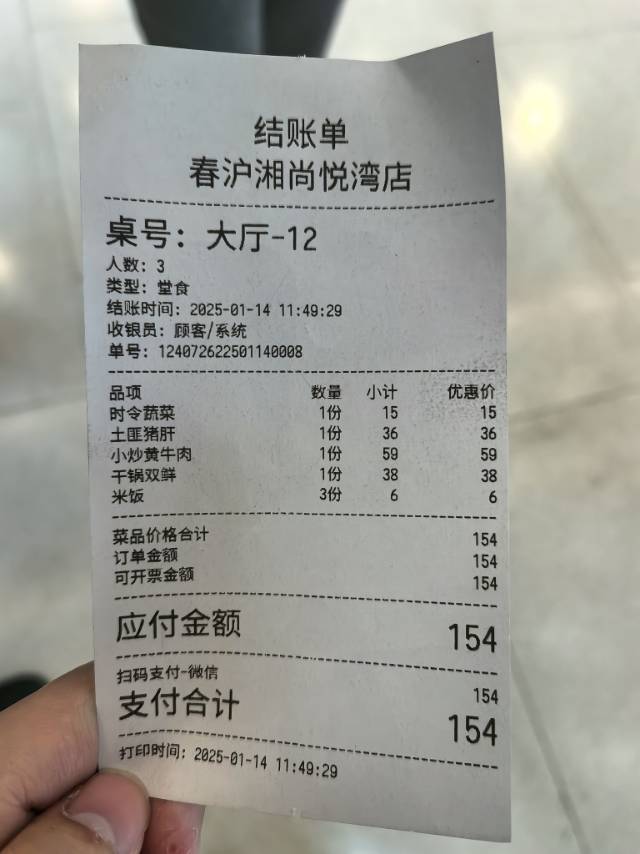 结账单
春沪湘尚悦湾店
桌号：大厅-12
人数：3
类型：堂食
结账时间：2025-01-14 11:49:29
收银员：顾客/系统
单号：124072622501140008
品项 数量 小计 优惠价
时令蔬菜 1份 15 15
土匪猪肝 1份 36 36
小炒黄牛肉 1份 59 59
干锅双鲜 1份 38 38
米饭 3份 6 6
菜品价格合计 154
订单金额 154
可开票金额 154
应付金额 154
扫码支付-微信 154
支付合计 154
打印时间：2025-01-14 11:49:29